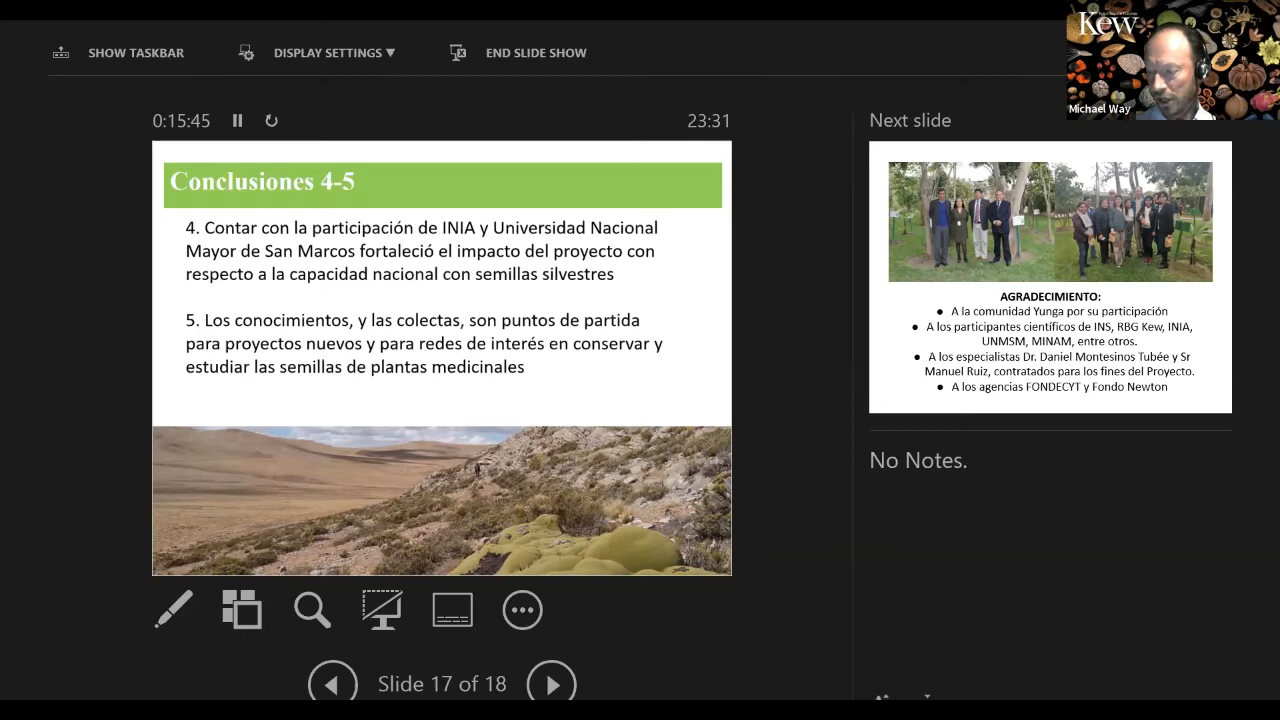 SHOW TASKBAR
DISPLAY SETTINGS ▼
END SLIDE SHOW
Kew
Michael Way
0:15:45
23:31
Next slide
Conclusiones 4-5
4. Contar con la participación de INIA y Universidad Nacional
Mayor de San Marcos fortaleció el impacto del proyecto con
respecto a la capacidad nacional con semillas silvestres
5. Los conocimientos, y las colectas, son puntos de partida
para proyectos nuevos y para redes de interés en conservar y
estudiar las semillas de plantas medicinales
AGRADECIMIENTO:
● A la comunidad Yunga por su participación
● A los participantes científicos de INS, RBG Kew, INIA,
UNMSM, MINAM, entre otros.
● A los especialistas Dr. Daniel Montesinos Tubée y Sr
Manuel Ruiz, contratados para los fines del Proyecto.
● A los agencias FONDECYT y Fondo Newton
No Notes.
Slide 17 of 18